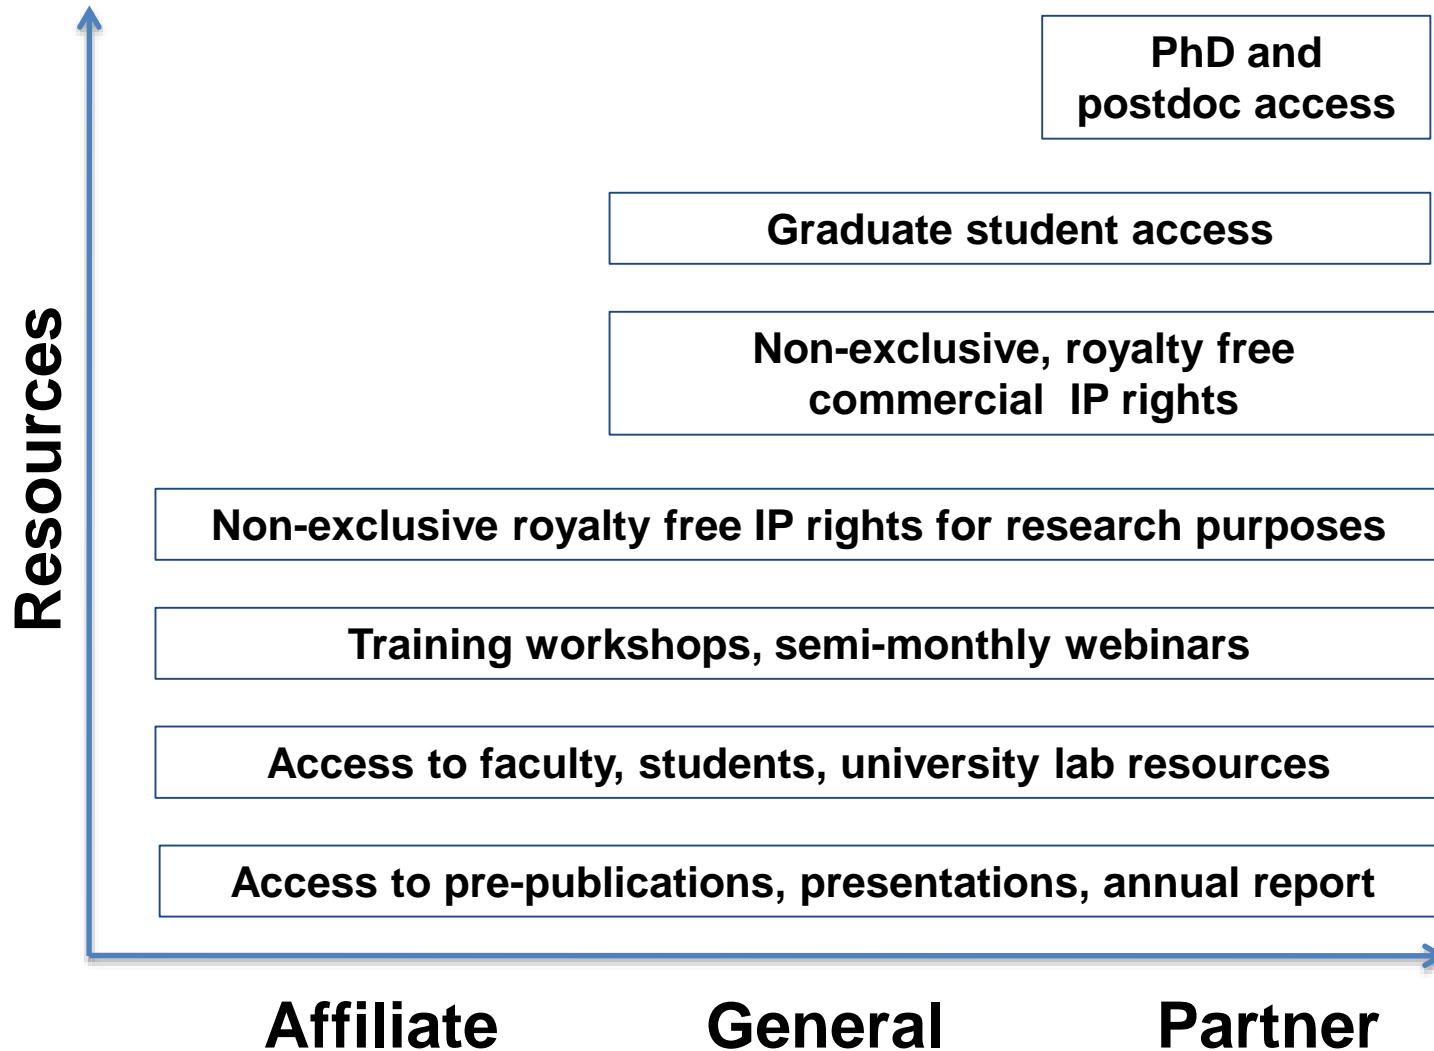 PhD and
postdoc access
Graduate student access
Non-exclusive, royalty free
commercial IP rights
Resources
Non-exclusive royalty free IP rights for research purposes
Training workshops, semi-monthly webinars
Access to faculty, students, university lab resources
Access to pre-publications, presentations, annual report
Affiliate General Partner